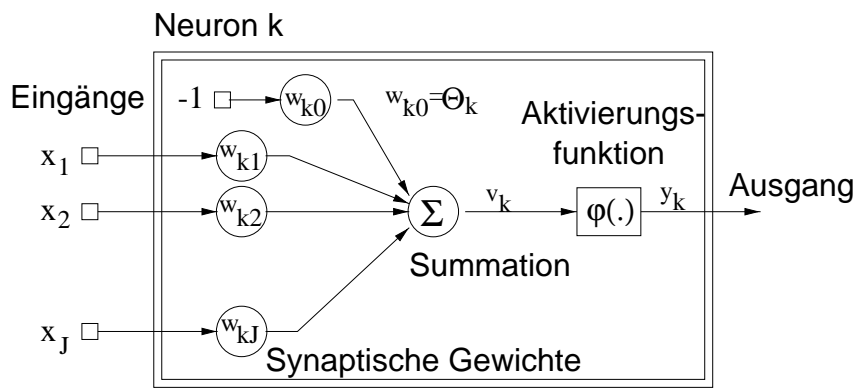 Neuron k
Eingänge
-1
w_k0
w_k0=Θ_k
Aktivierungs-
funktion
x_1
w_k1
x_2
w_k2
Σ
v_k
φ(.)
y_k
Ausgang
Summation
x_J
w_kJ
Synaptische Gewichte